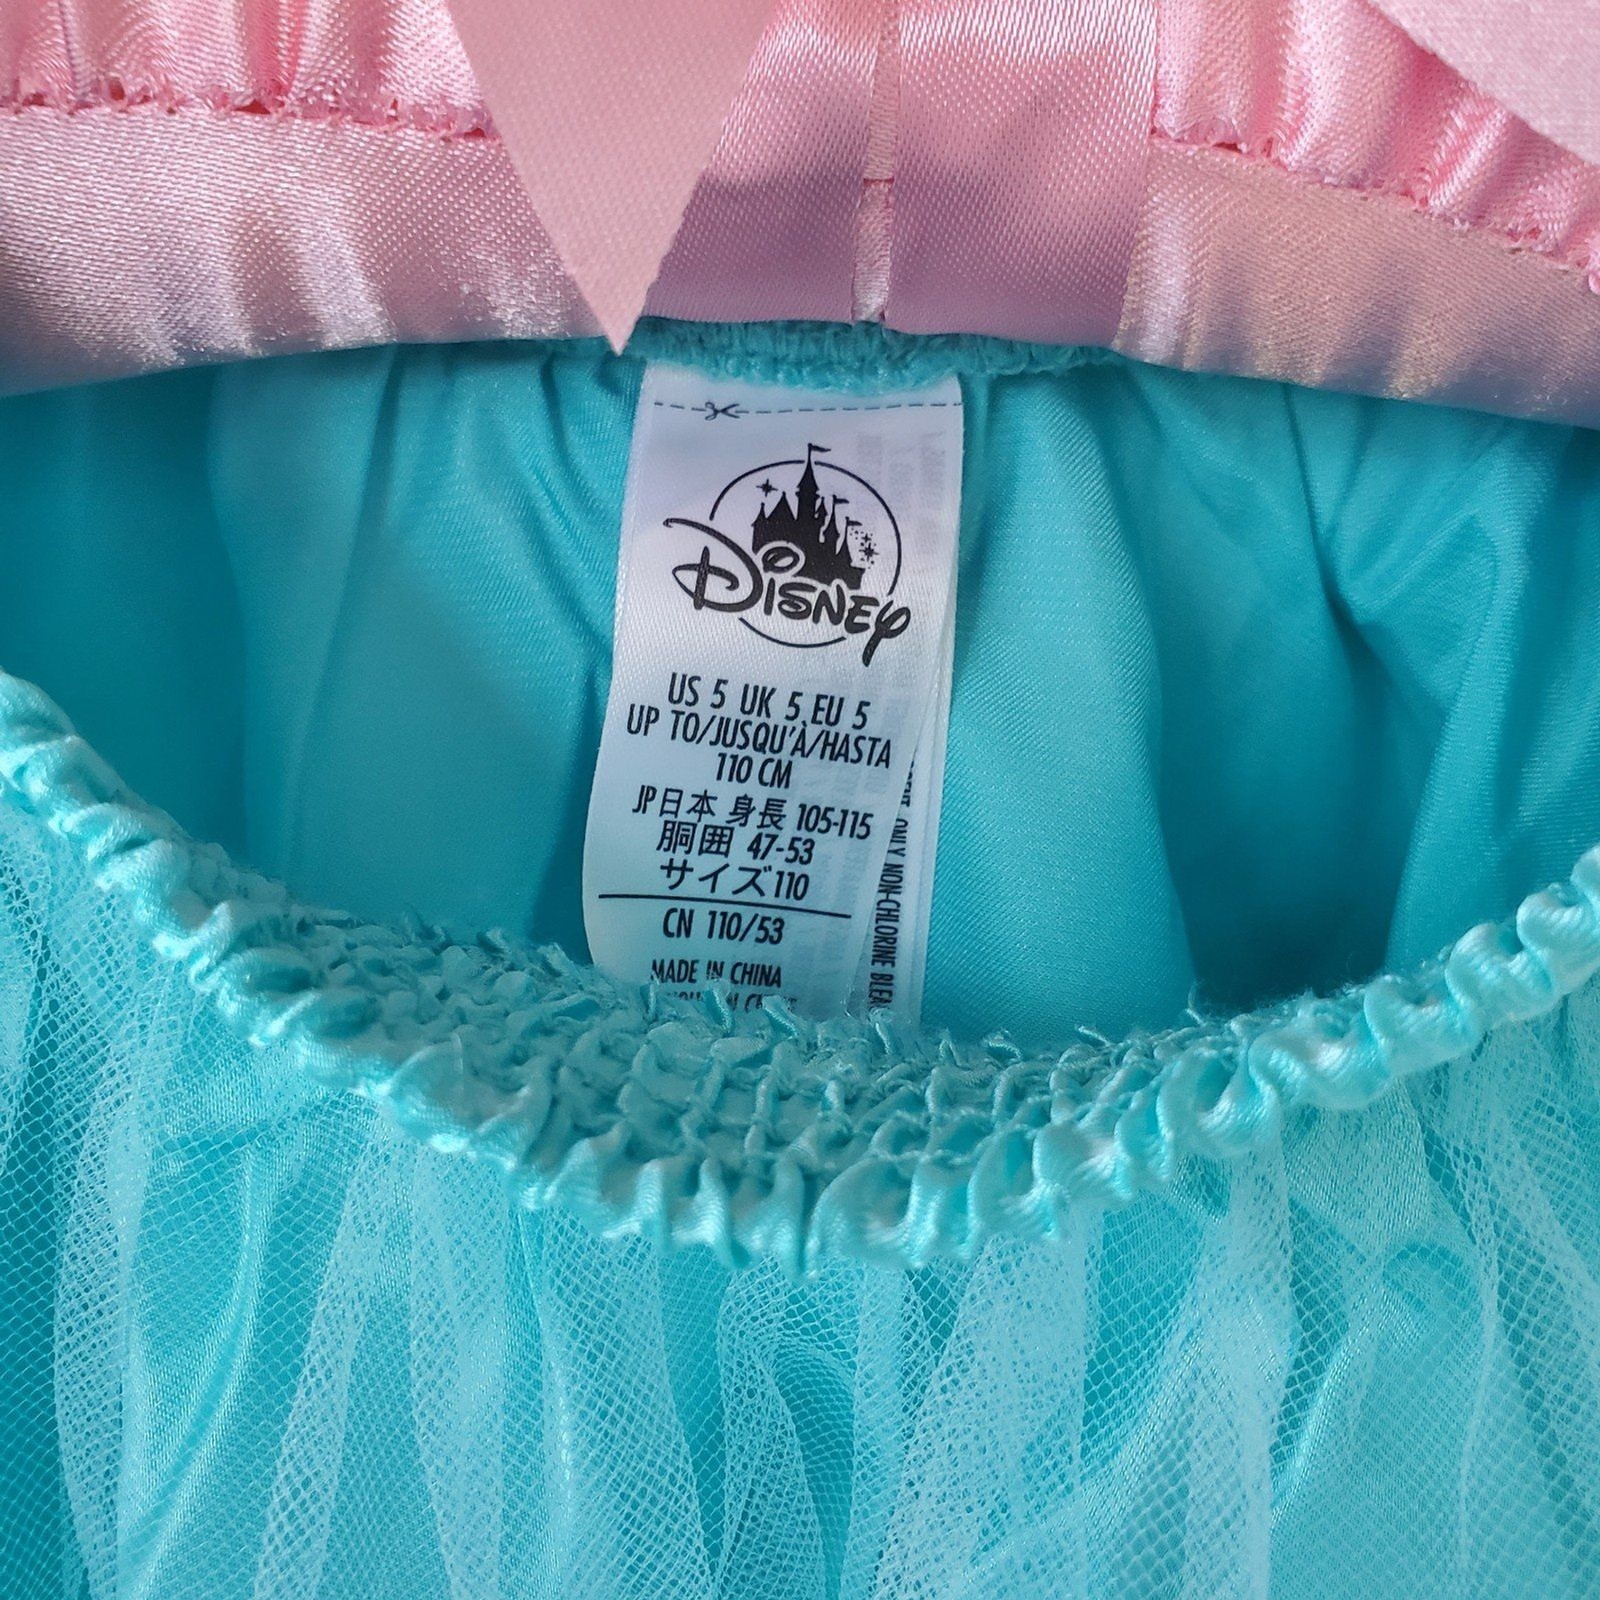 Disney
US 5 UK 5 EU 5
UP TO/JUSQU'À/HASTA
110 CM
JP日本 身長 105-115
胴囲 47-53
サイズ110
CN 110/53
MADE IN CHINA
ONLY NON-CHLORINE